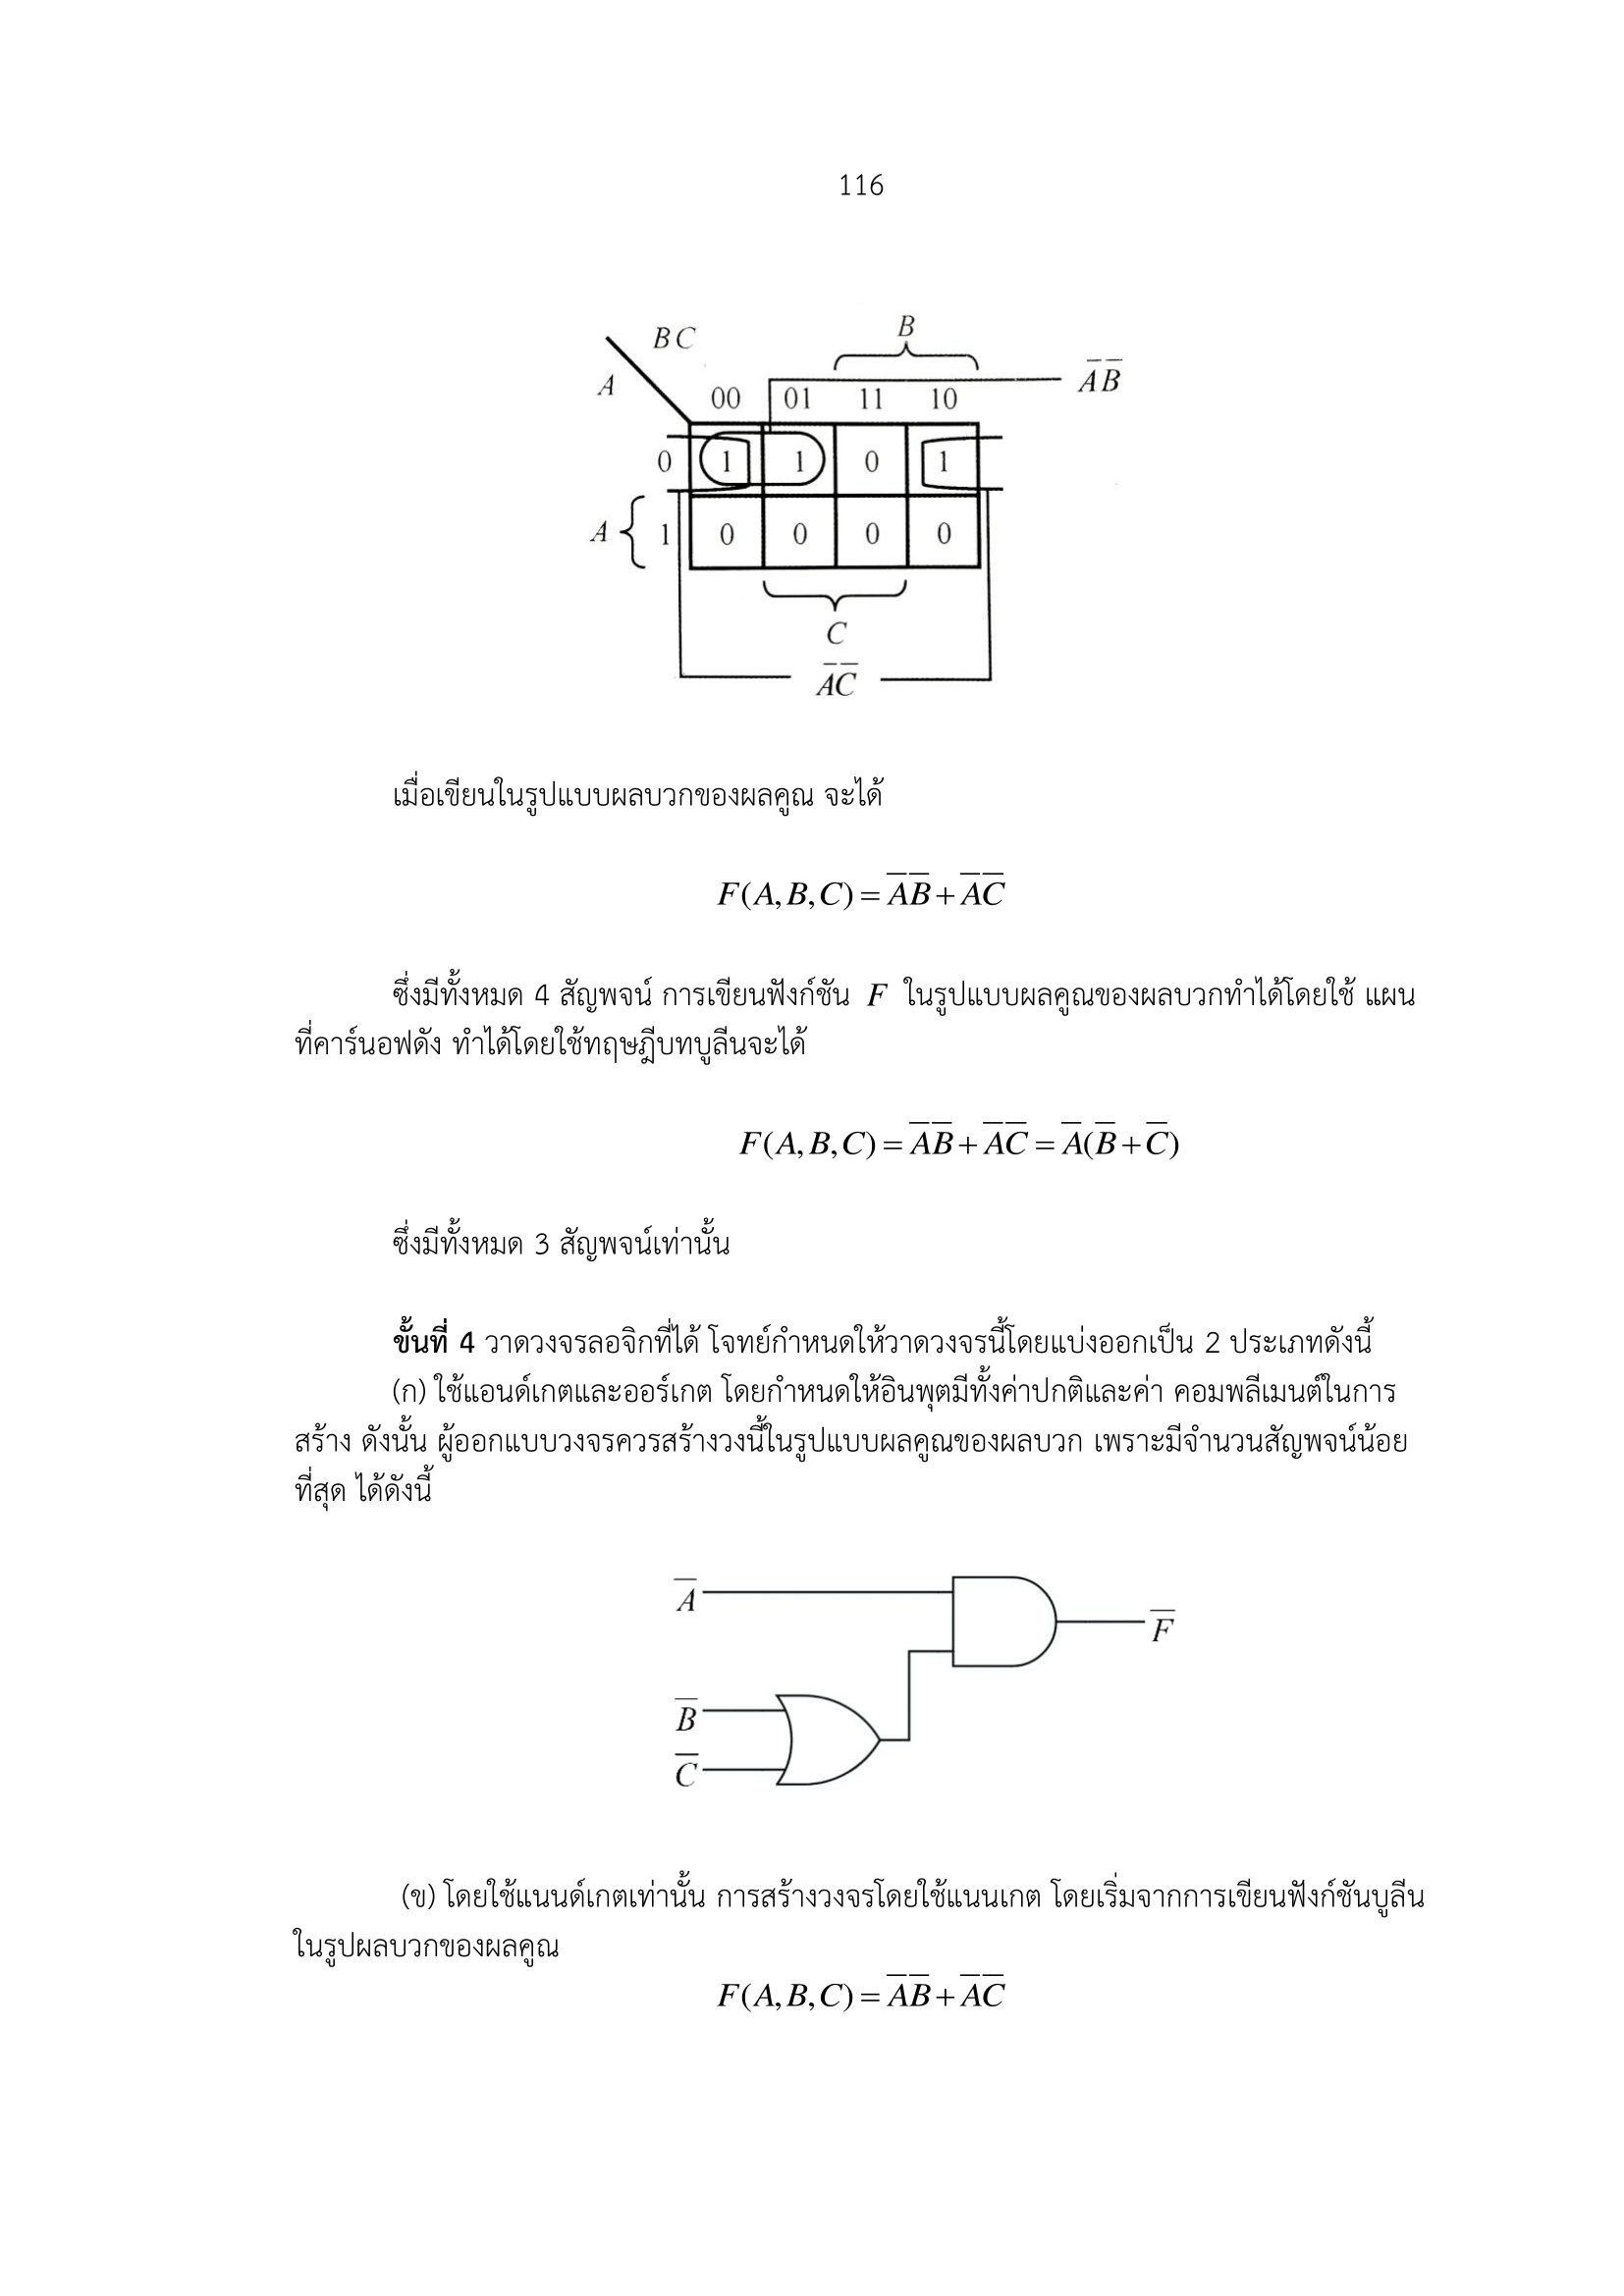 116
B
BC
A̅B̅
A
00 01 11 10
0 1 1 0 1
A 1 0 0 0 0
C
A̅C̅
เมื่อเขียนในรูปแบบผลบวกของผลคูณ จะได้
F(A,B,C) = A̅B̅ + A̅C̅
ซึ่งมีทั้งหมด 4 สัญพจน์ การเขียนฟังก์ชัน F ในรูปแบบผลคูณของผลบวกทำได้โดยใช้ แผน
ที่คาร์นอฟดัง ทำได้โดยใช้ทฤษฎีบทบูลีนจะได้
F(A,B,C) = A̅B̅ + A̅C̅ = A̅(B̅ + C̅)
ซึ่งมีทั้งหมด 3 สัญพจน์เท่านั้น
ขั้นที่ 4 วาดวงจรลอจิกที่ได้ โจทย์กำหนดให้วาดวงจรนี้โดยแบ่งออกเป็น 2 ประเภทดังนี้
(ก) ใช้แอนด์เกตและออร์เกต โดยกำหนดให้อินพุตมีทั้งค่าปกติและค่า คอมพลีเมนต์ในการ
สร้าง ดังนั้น ผู้ออกแบบวงจรควรสร้างวงนี้ในรูปแบบผลคูณของผลบวก เพราะมีจำนวนสัญพจน์น้อย
ที่สุด ได้ดังนี้
A̅
F̅
B̅
C̅
(ข) โดยใช้แนนด์เกตเท่านั้น การสร้างวงจรโดยใช้แนนเกต โดยเริ่มจากการเขียนฟังก์ชันบูลีน
ในรูปผลบวกของผลคูณ
F(A,B,C) = A̅B̅ + A̅C̅